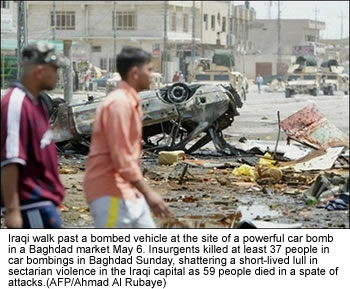 Iraqi walk past a bombed vehicle at the site of a powerful car bomb
in a Baghdad market May 6. Insurgents killed at least 37 people in
car bombings in Baghdad Sunday, shattering a short-lived lull in
sectarian violence in the Iraqi capital as 59 people died in a spate of
attacks.(AFP/Ahmad Al Rubaye)